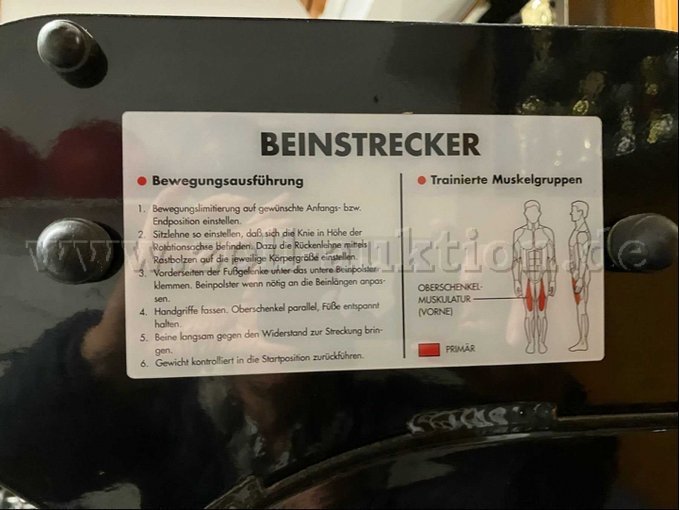 BEINSTRECKER
Bewegungsausführung
1. Bewegungslimitierung auf gewünschte Anfangs- bzw.
Endposition einstellen.
2. Sitzlehne so einstellen, daß sich die Knie in Höhe der
Rotationsachse befinden. Dazu die Rückenlehne mittels
Rastbolzen auf die jeweilige Körpergröße einstellen.
3. Vorderseiten der Fußgelenke unter das untere Beinpolster
klemmen. Beinpolster wenn nötig an die Beinlängen anpas-
sen.
4. Handgriffe fassen. Oberschenkel parallel, Füße entspannt
halten.
5. Beine langsam gegen den Widerstand zur Streckung brin-
gen.
6. Gewicht kontrolliert in die Startposition zurückführen.
Trainierte Muskelgruppen
OBERSCHENKEL-
MUSKULATUR
(VORNE)
PRIMÄR